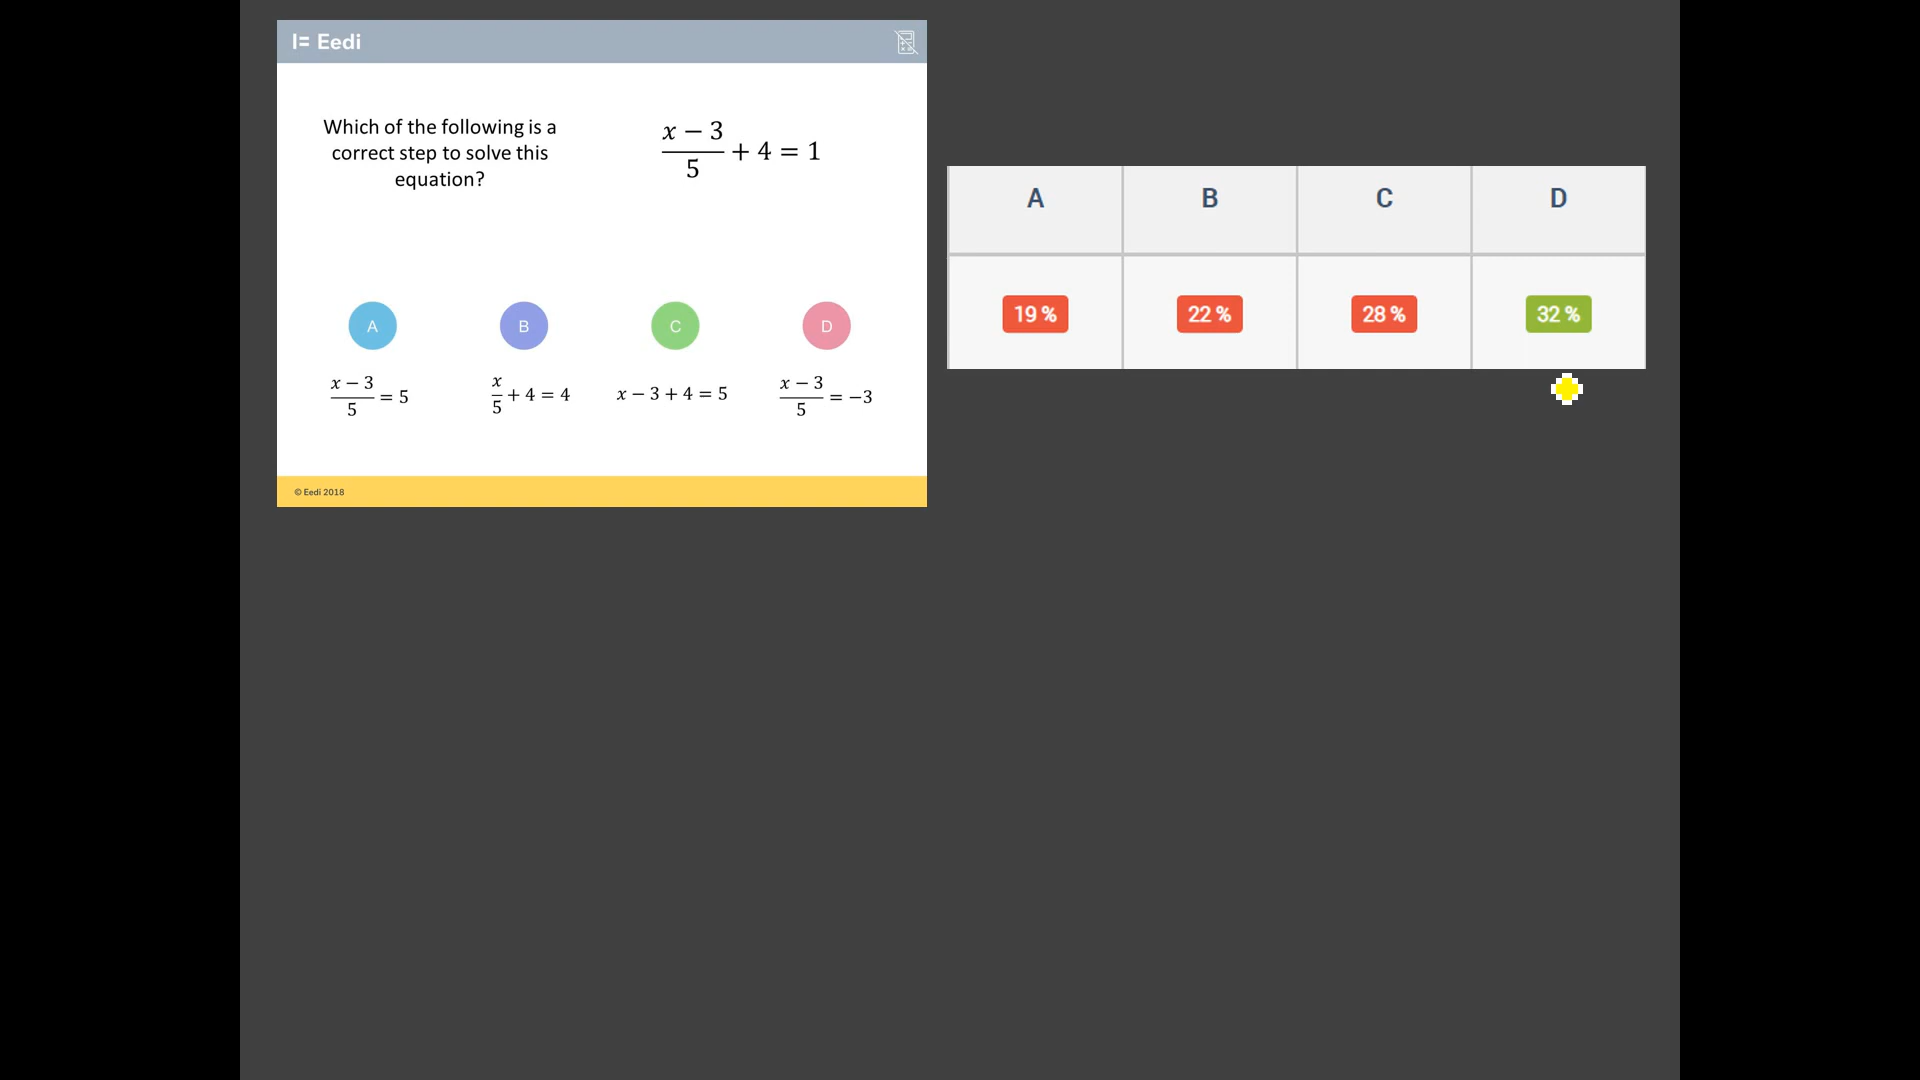 Eedi
Which of the following is a
correct step to solve this
equation?
(x − 3)/5 + 4 = 1
A
B
C
D
(x − 3)/5 = 5
x/5 + 4 = 4
x − 3 + 4 = 5
(x − 3)/5 = −3
© Eedi 2018
A B C D
19 % 22 % 28 % 32 %